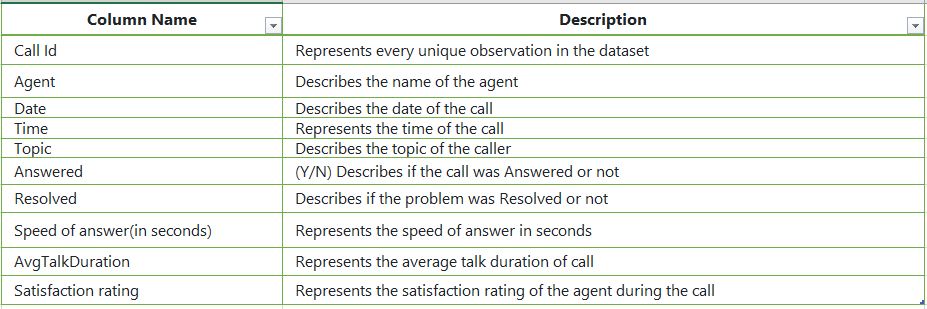 Column Name Description
Call Id Represents every unique observation in the dataset
Agent Describes the name of the agent
Date Describes the date of the call
Time Represents the time of the call
Topic Describes the topic of the caller
Answered (Y/N) Describes if the call was Answered or not
Resolved Describes if the problem was Resolved or not
Speed of answer(in seconds) Represents the speed of answer in seconds
AvgTalkDuration Represents the average talk duration of call
Satisfaction rating Represents the satisfaction rating of the agent during the call